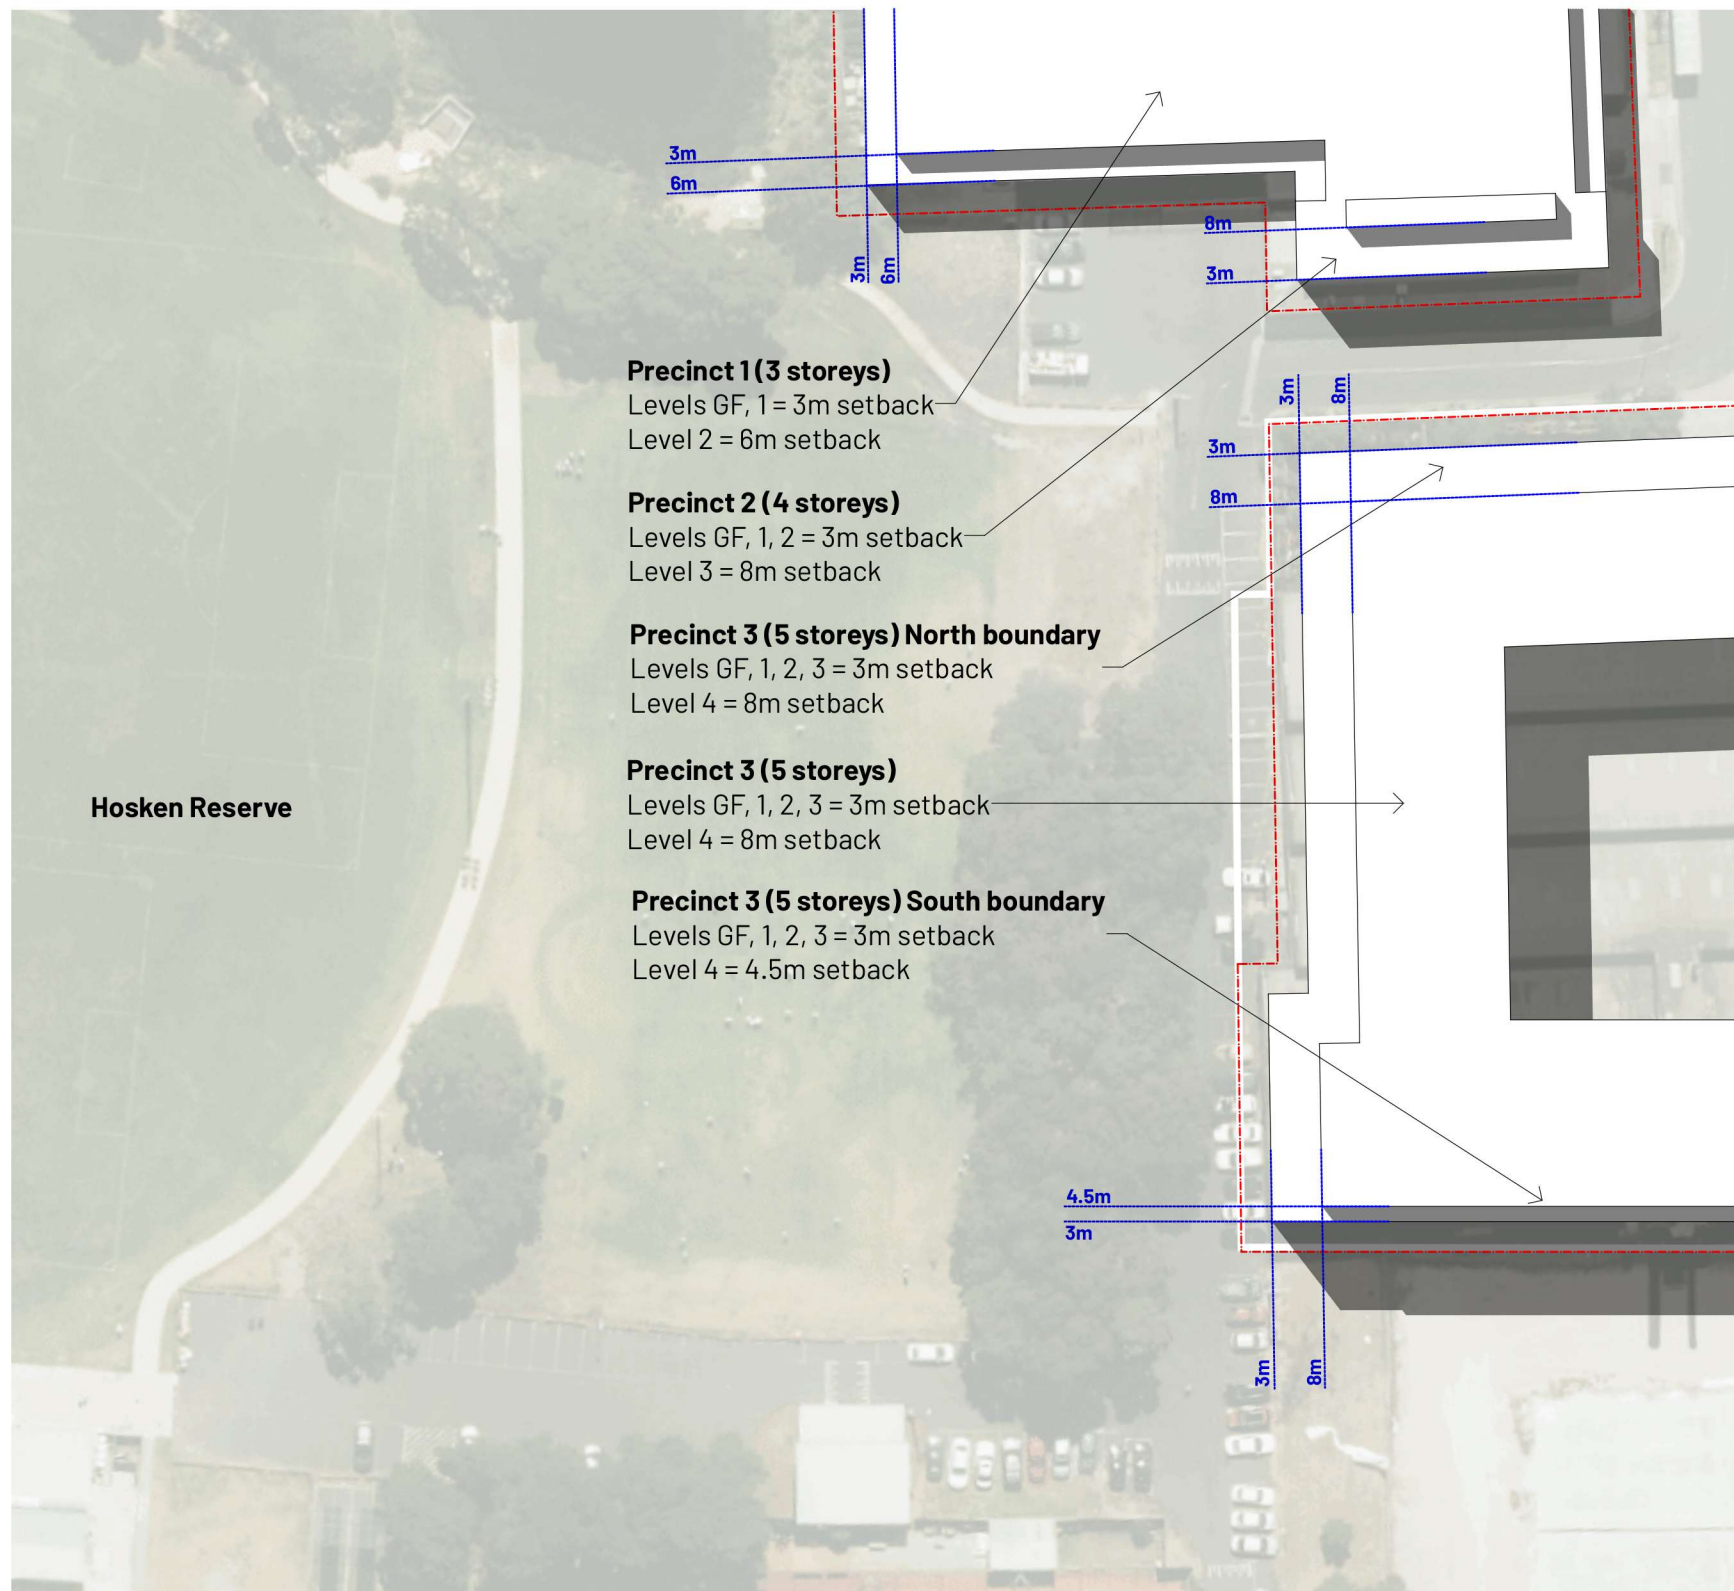 3m
6m
3m
6m
8m
3m
Precinct 1 (3 storeys)
Levels GF, 1 = 3m setback
Level 2 = 6m setback
3m
8m
3m
8m
Precinct 2 (4 storeys)
Levels GF, 1, 2 = 3m setback
Level 3 = 8m setback
Precinct 3 (5 storeys) North boundary
Levels GF, 1, 2, 3 = 3m setback
Level 4 = 8m setback
Precinct 3 (5 storeys)
Levels GF, 1, 2, 3 = 3m setback
Level 4 = 8m setback
Hosken Reserve
Precinct 3 (5 storeys) South boundary
Levels GF, 1, 2, 3 = 3m setback
Level 4 = 4.5m setback
4.5m
3m
3m
8m